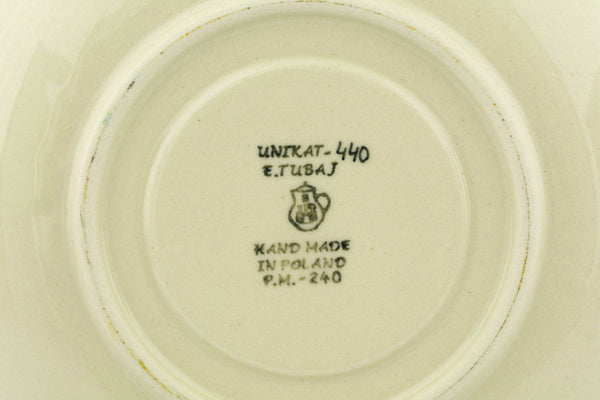 UNIKAT-440
E.TUBAJ
HAND MADE
IN POLAND
P.M.-240